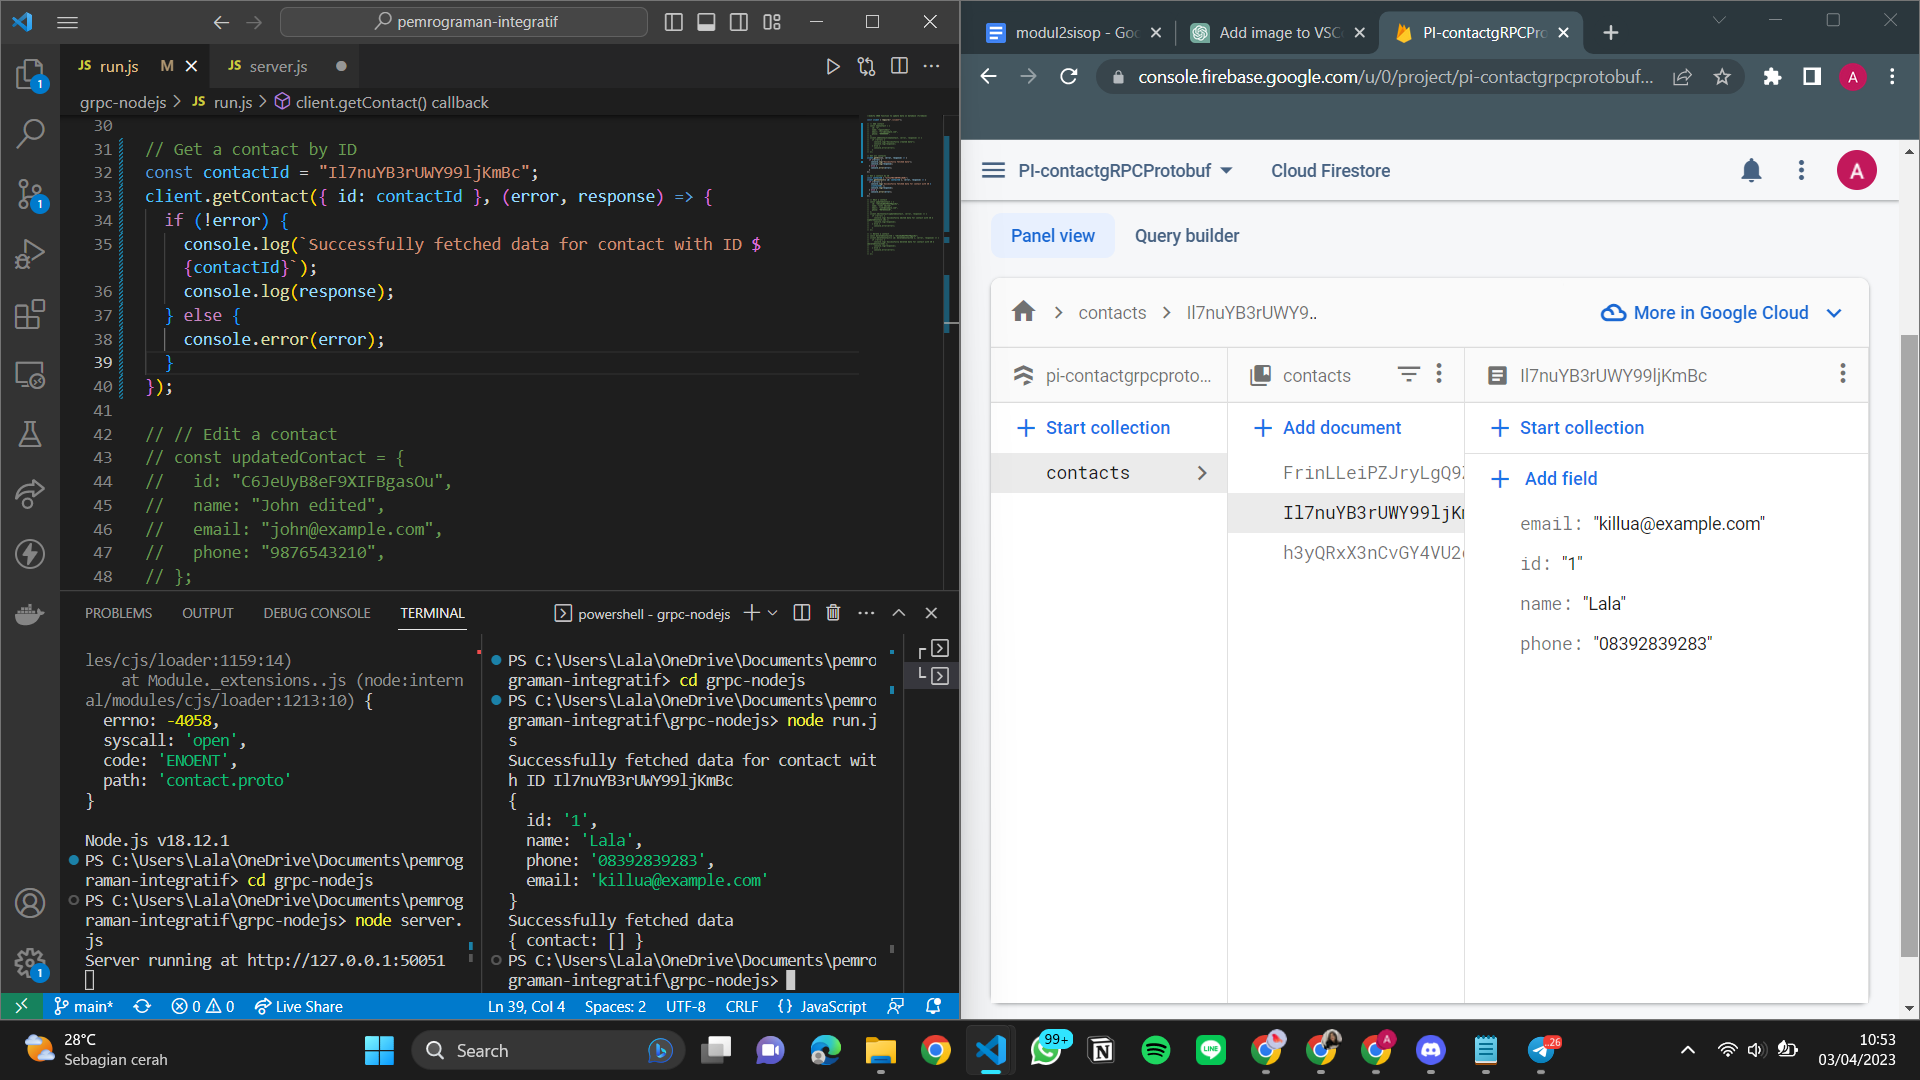 pemrograman-integratif
run.js M
server.js
grpc-nodejs > JS run.js > client.getContact() callback
30
31 // Get a contact by ID
32 const contactId = "Il7nuYB3rUWY99ljKmBc";
33 client.getContact({ id: contactId }, (error, response) => {
34 if (!error) {
35 console.log(`Successfully fetched data for contact with ID $
{contactId}`);
36 console.log(response);
37 } else {
38 console.error(error);
39 }
40 });
41
42 // // Edit a contact
43 // const updatedContact = {
44 //   id: "C6JeUyB8eF9XIFBgasOu",
45 //   name: "John edited",
46 //   email: "john@example.com",
47 //   phone: "9876543210",
48 // };
PROBLEMS OUTPUT DEBUG CONSOLE TERMINAL
powershell - grpc-nodejs
les/cjs/loader:1159:14)
at Module._extensions..js (node:intern
al/modules/cjs/loader:1213:10) {
errno: -4058,
syscall: 'open',
code: 'ENOENT',
path: 'contact.proto'
}
Node.js v18.12.1
PS C:\Users\Lala\OneDrive\Documents\pemrog
raman-integratif> cd grpc-nodejs
PS C:\Users\Lala\OneDrive\Documents\pemrog
raman-integratif\grpc-nodejs> node server.
js
Server running at http://127.0.0.1:50051
PS C:\Users\Lala\OneDrive\Documents\pemro
graman-integratif> cd grpc-nodejs
PS C:\Users\Lala\OneDrive\Documents\pemro
graman-integratif\grpc-nodejs> node run.j
s
Successfully fetched data for contact wit
h ID Il7nuYB3rUWY99ljKmBc
{
id: '1',
name: 'Lala',
phone: '08392839283',
email: 'killua@example.com'
}
Successfully fetched data
{ contact: [] }
PS C:\Users\Lala\OneDrive\Documents\pemro
graman-integratif\grpc-nodejs>
main* 0 0 Live Share Ln 39, Col 4 Spaces: 2 UTF-8 CRLF {} JavaScript
modul2sisop - Goo
Add image to VSC
PI-contactgRPCPro
console.firebase.google.com/u/0/project/pi-contactgrpcprotobuf...
A
PI-contactgRPCProtobuf Cloud Firestore
A
Panel view Query builder
contacts > Il7nuYB3rUWY9..
More in Google Cloud
pi-contactgrpcproto...
contacts
Il7nuYB3rUWY99ljKmBc
+ Start collection
+ Add document
+ Start collection
contacts
FrinLLeiPZJryLgQ9
Il7nuYB3rUWY99ljK
h3yQRxX3nCvGY4VU2
+ Add field
email: "killua@example.com"
id: "1"
name: "Lala"
phone: "08392839283"
28°C
Sebagian cerah
Search
99+
LINE
26
10:53
03/04/2023